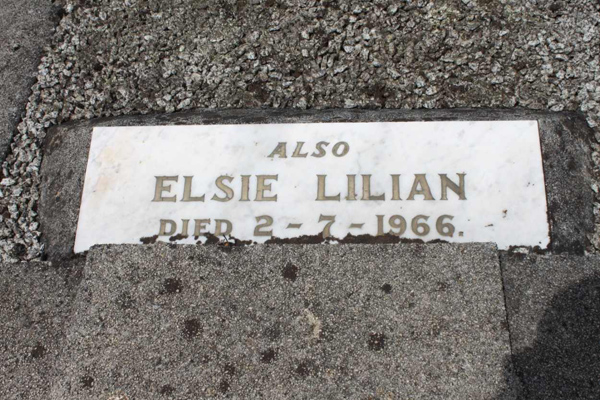 ALSO
ELSIE LILIAN
DIED 2-7-1966.